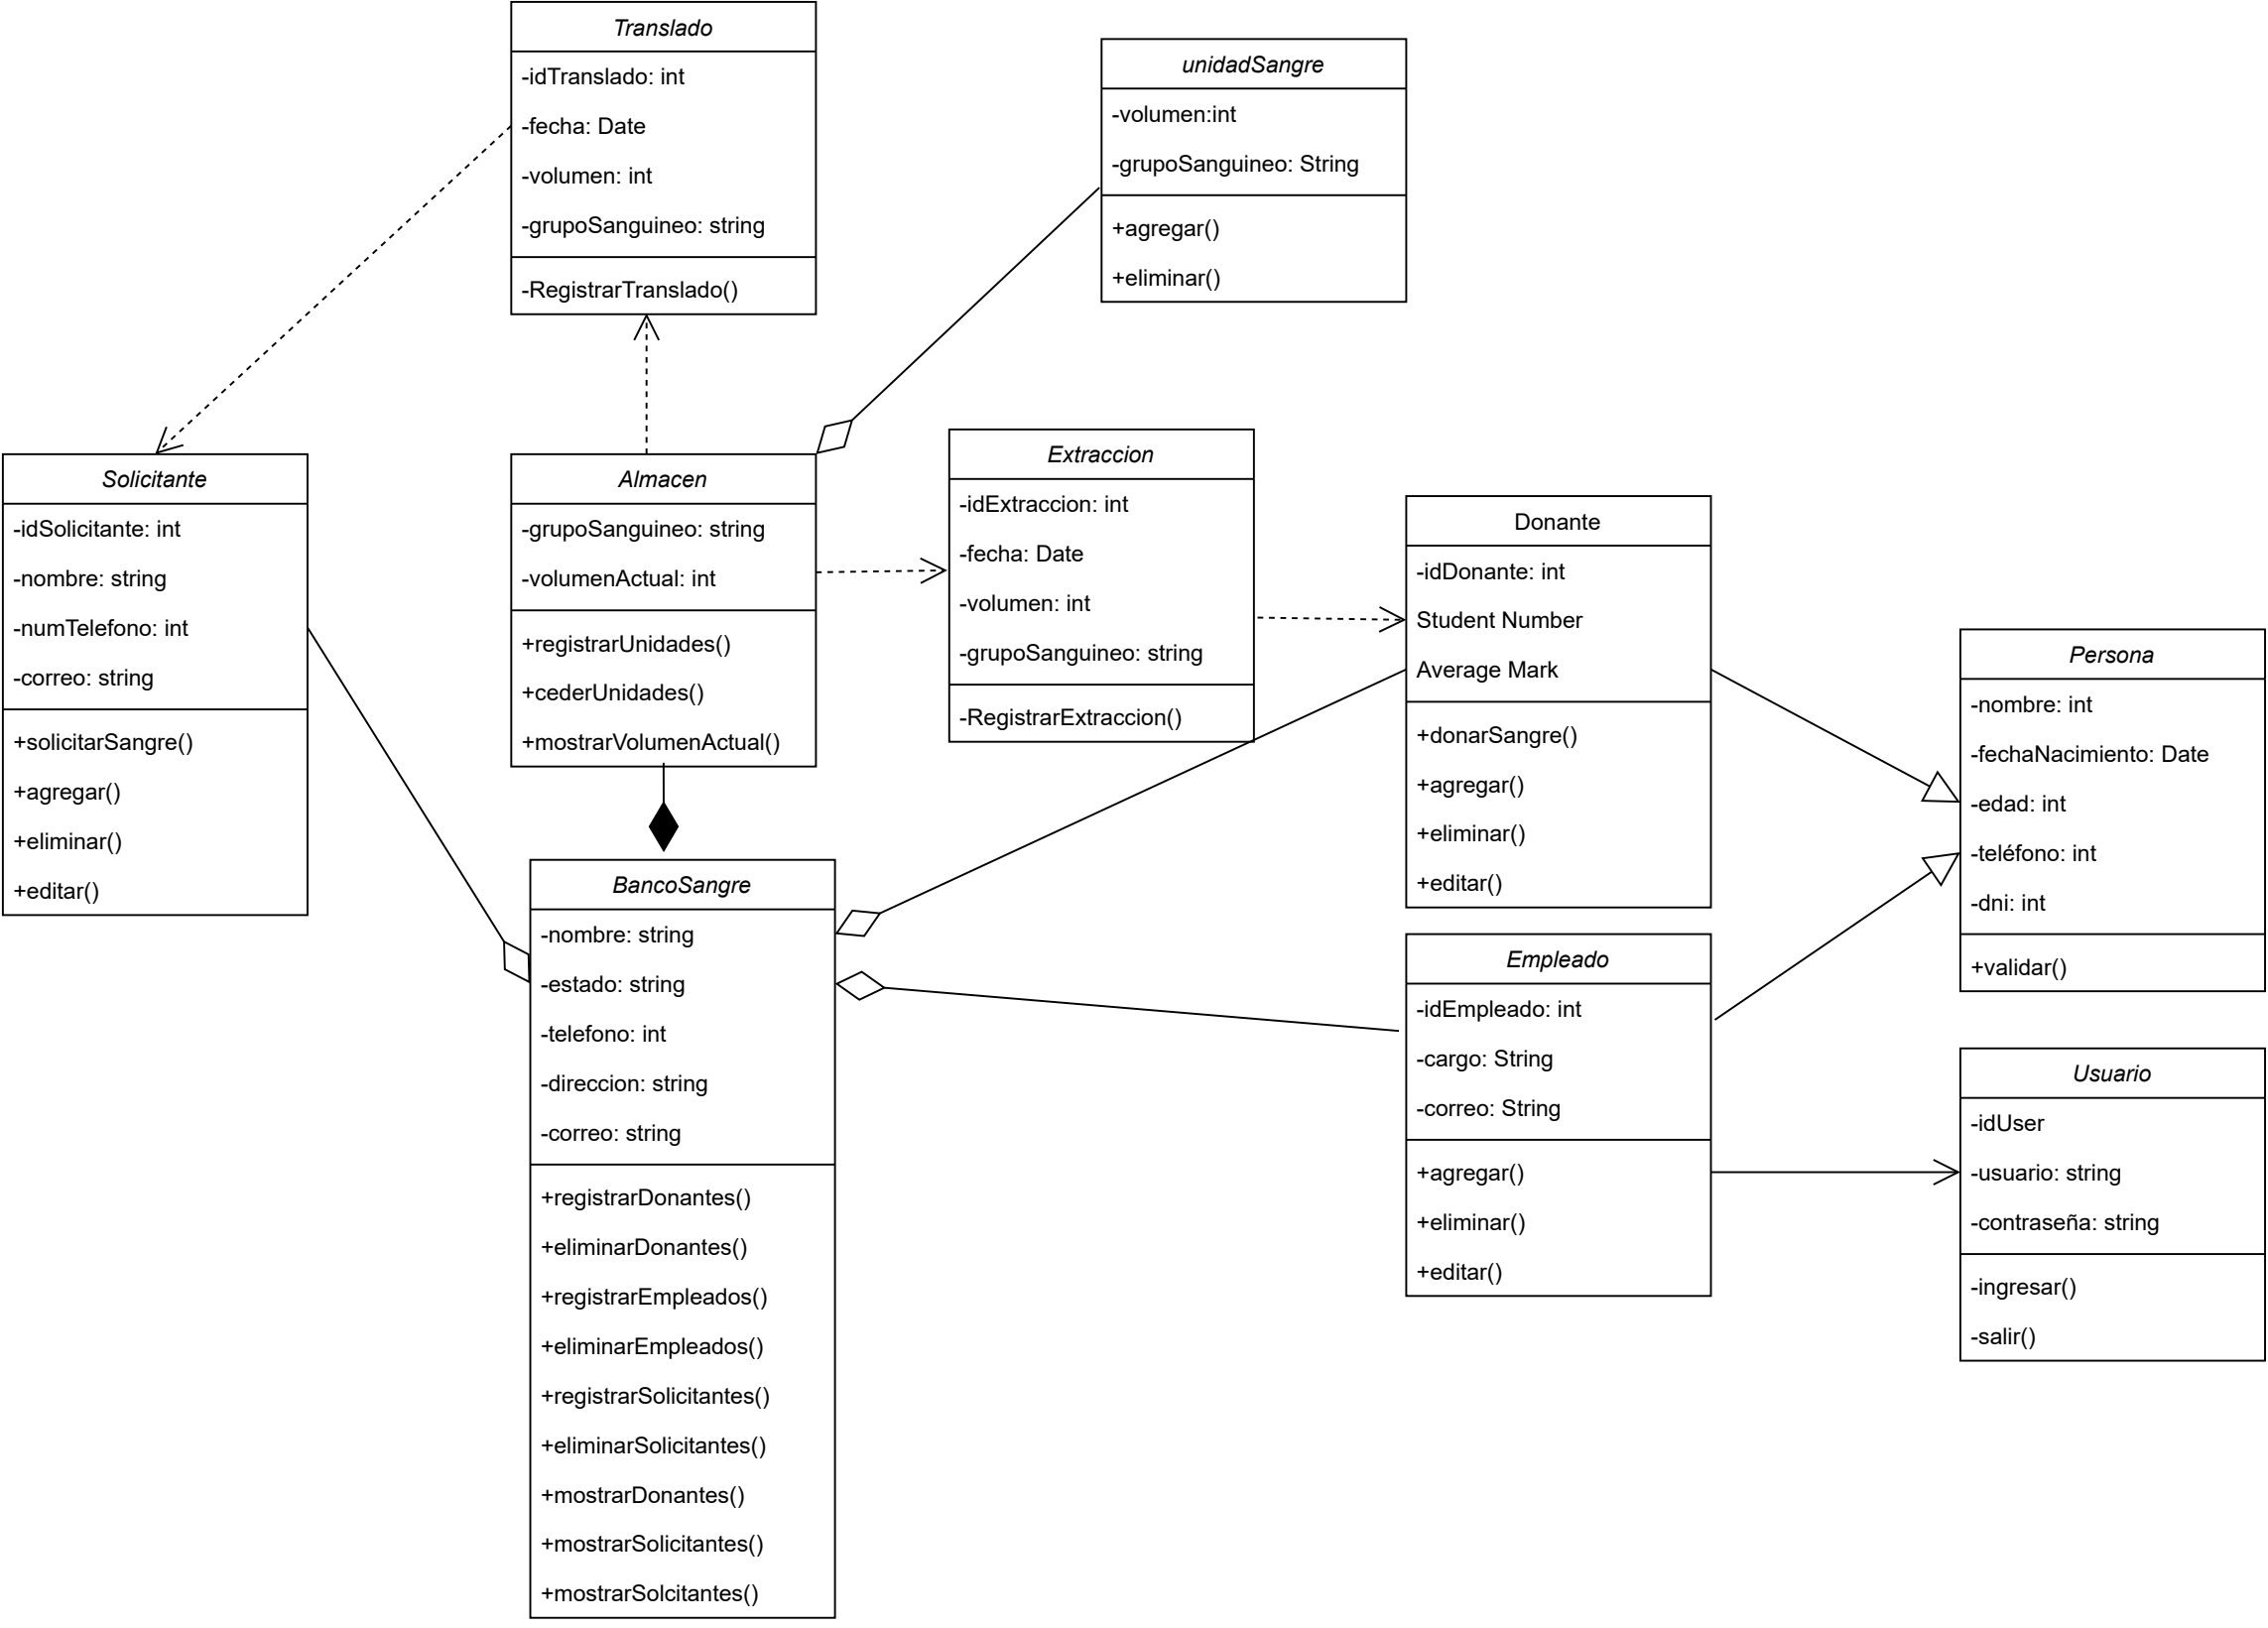 Translado
-idTranslado: int
-fecha: Date
-volumen: int
-grupoSanguineo: string
-RegistrarTranslado()
unidadSangre
-volumen:int
-grupoSanguineo: String
+agregar()
+eliminar()
Solicitante
-idSolicitante: int
-nombre: string
-numTelefono: int
-correo: string
+solicitarSangre()
+agregar()
+eliminar()
+editar()
Almacen
-grupoSanguineo: string
-volumenActual: int
+registrarUnidades()
+cederUnidades()
+mostrarVolumenActual()
Extraccion
-idExtraccion: int
-fecha: Date
-volumen: int
-grupoSanguineo: string
-RegistrarExtraccion()
Donante
-idDonante: int
Student Number
Average Mark
+donarSangre()
+agregar()
+eliminar()
+editar()
Persona
-nombre: int
-fechaNacimiento: Date
-edad: int
-teléfono: int
-dni: int
+validar()
BancoSangre
-nombre: string
-estado: string
-telefono: int
-direccion: string
-correo: string
+registrarDonantes()
+eliminarDonantes()
+registrarEmpleados()
+eliminarEmpleados()
+registrarSolicitantes()
+eliminarSolicitantes()
+mostrarDonantes()
+mostrarSolicitantes()
+mostrarSolcitantes()
Empleado
-idEmpleado: int
-cargo: String
-correo: String
+agregar()
+eliminar()
+editar()
Usuario
-idUser
-usuario: string
-contraseña: string
-ingresar()
-salir()